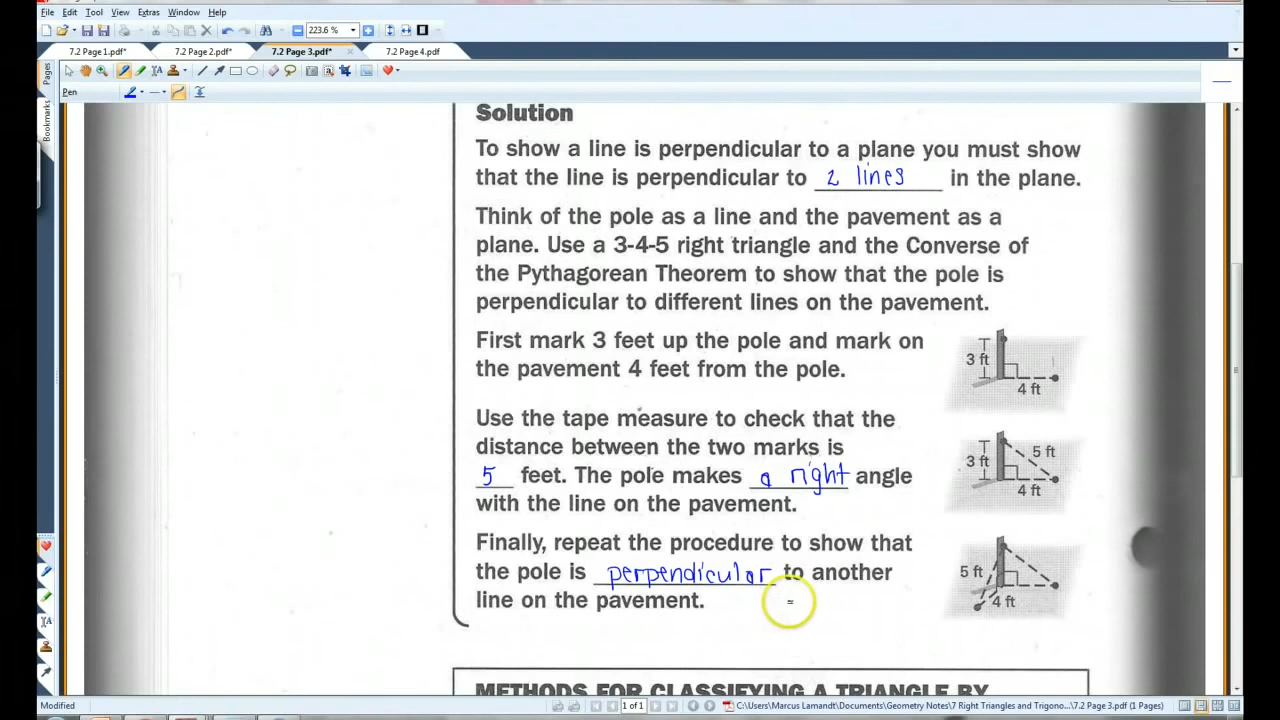 File Edit View Extras Window Help
223.6 %
7.2 Page 1.pdf* 7.2 Page 2.pdf* 7.2 Page 3.pdf* 7.2 Page 4.pdf
Pen
Pages
Bookmarks
Solution
To show a line is perpendicular to a plane you must show
that the line is perpendicular to 2 lines in the plane.
Think of the pole as a line and the pavement as a
plane. Use a 3-4-5 right triangle and the Converse of
the Pythagorean Theorem to show that the pole is
perpendicular to different lines on the pavement.
First mark 3 feet up the pole and mark on
the pavement 4 feet from the pole.
3 ft
4 ft
Use the tape measure to check that the
distance between the two marks is
5 feet. The pole makes a right angle
with the line on the pavement.
3 ft 5 ft
4 ft
Finally, repeat the procedure to show that
the pole is perpendicular to another
line on the pavement.
5 ft
4 ft
METHODS FOR CLASSIFYING A TRIANGLE BY
Modified 1 of 1 C:\Users\Marcus Lamandt\Geometry Notes\7 Right Triangles and Trigono...\7.2 Page 3.pdf (1 Pages)